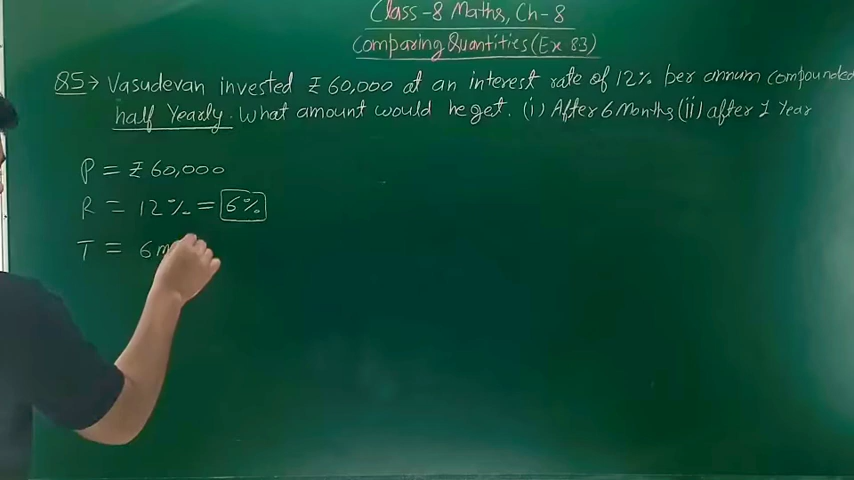 Class-8 Maths, Ch-8
Comparing Quantities (Ex 8.3)
Q5→ Vasudevan invested ₹ 60,000 at an interest rate of 12% per annum compounded
half Yearly. What amount would he get. (i) After 6 Months (ii) after 1 Year
P = ₹ 60,000
R = 12% = 6%
T = 6 m